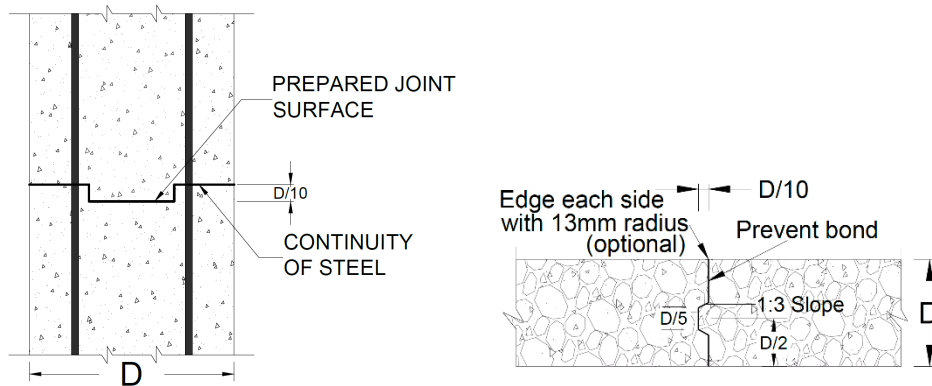 PREPARED JOINT
SURFACE
D/10
CONTINUITY
OF STEEL
D
D/10
Edge each side
with 13mm radius
(optional)
Prevent bond
1:3 Slope
D/5
D/2
D